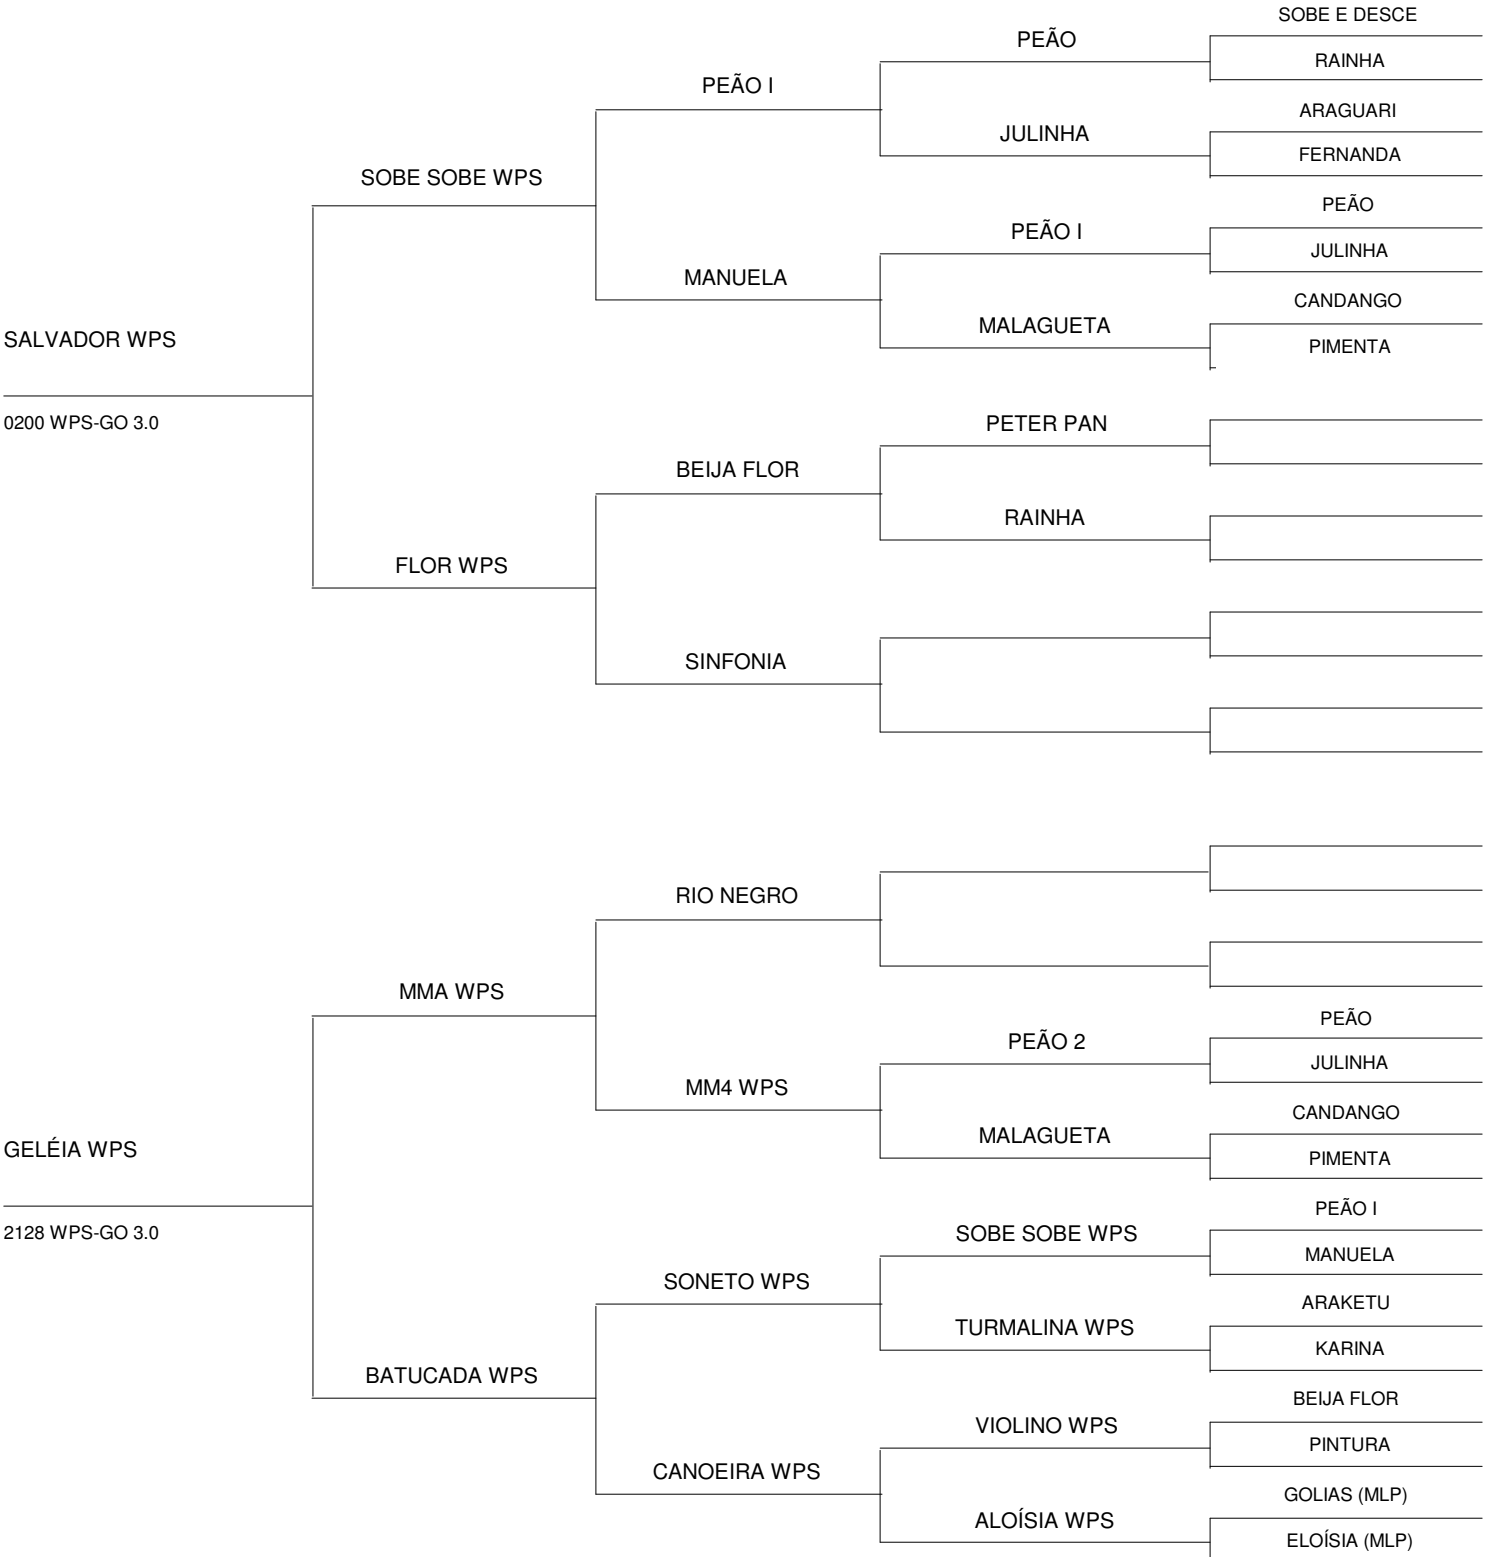 SOBE E DESCE
PEÃO
RAINHA
PEÃO I
ARAGUARI
JULINHA
FERNANDA
SOBE SOBE WPS
PEÃO
PEÃO I
JULINHA
MANUELA
CANDANGO
MALAGUETA
SALVADOR WPS
PIMENTA
0200 WPS-GO 3.0
PETER PAN
BEIJA FLOR
RAINHA
FLOR WPS
SINFONIA
RIO NEGRO
MMA WPS
PEÃO
PEÃO 2
JULINHA
MM4 WPS
CANDANGO
MALAGUETA
GELÉIA WPS
PIMENTA
PEÃO I
2128 WPS-GO 3.0
SOBE SOBE WPS
MANUELA
SONETO WPS
ARAKETU
TURMALINA WPS
KARINA
BATUCADA WPS
BEIJA FLOR
VIOLINO WPS
PINTURA
CANOEIRA WPS
GOLIAS (MLP)
ALOÍSIA WPS
ELOÍSIA (MLP)